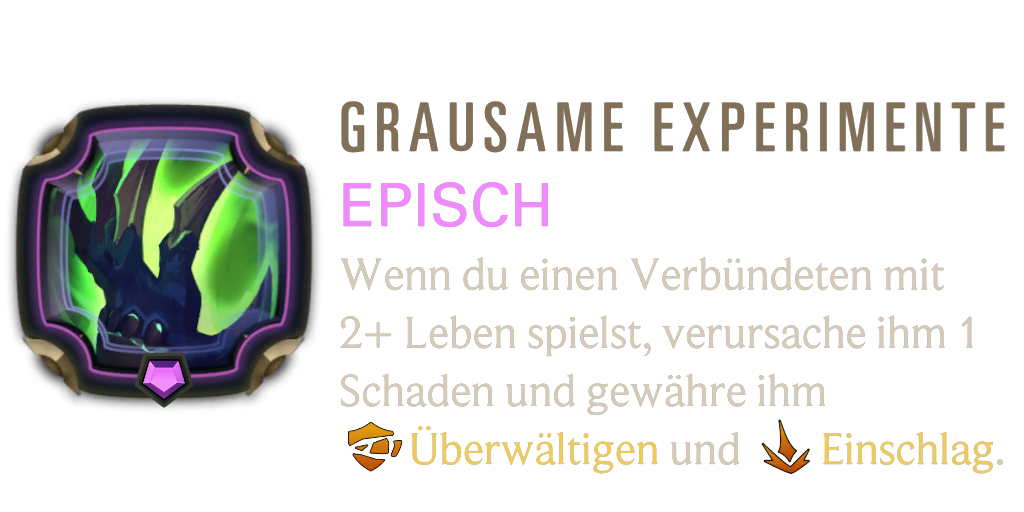 GRAUSAME EXPERIMENTE
EPISCH
Wenn du einen Verbündeten mit
2+ Leben spielst, verursache ihm 1
Schaden und gewähre ihm
Überwältigen und Einschlag.